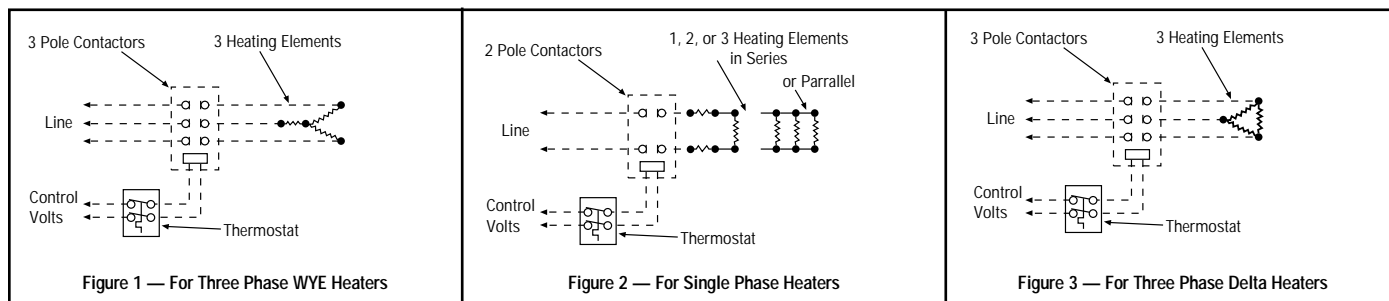 3 Pole Contactors
3 Heating Elements
Line
Control
Volts
Thermostat
Figure 1 — For Three Phase WYE Heaters
2 Pole Contactors
1, 2, or 3 Heating Elements
in Series
or Parrallel
Line
Control
Volts
Thermostat
Figure 2 — For Single Phase Heaters
3 Pole Contactors
3 Heating Elements
Line
Control
Volts
Thermostat
Figure 3 — For Three Phase Delta Heaters